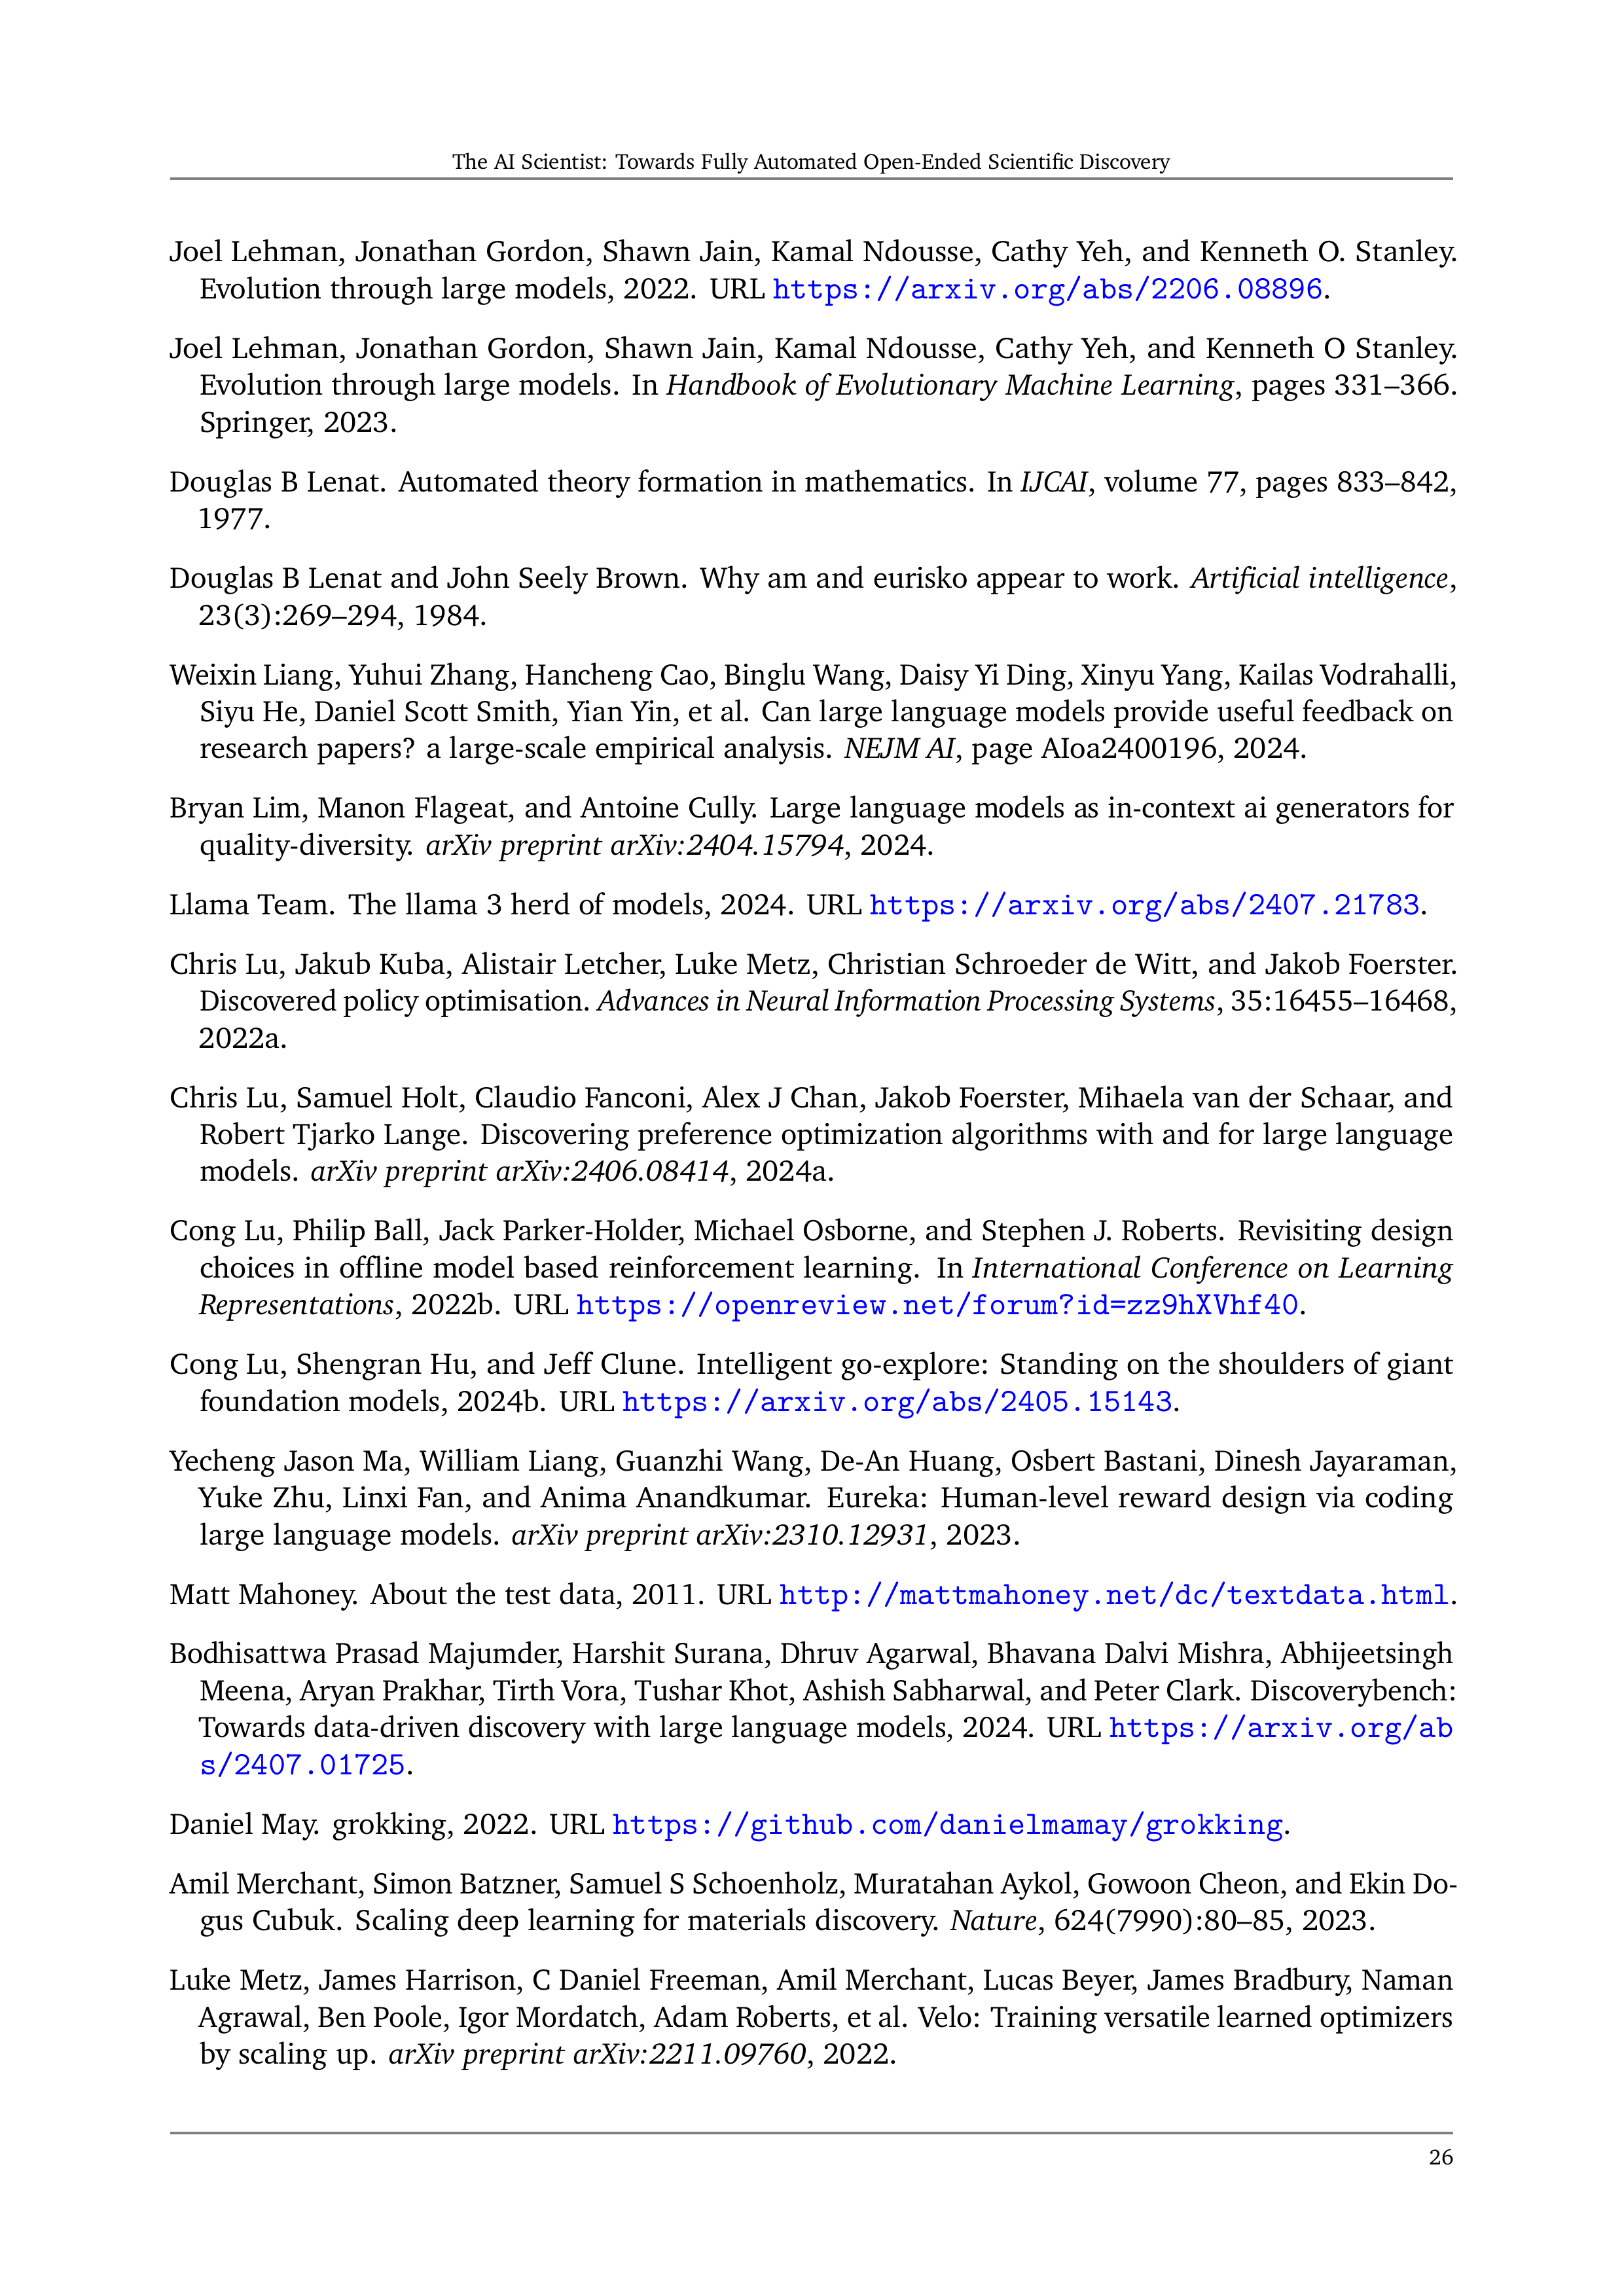 The AI Scientist: Towards Fully Automated Open-Ended Scientific Discovery
Joel Lehman, Jonathan Gordon, Shawn Jain, Kamal Ndousse, Cathy Yeh, and Kenneth O. Stanley.
Evolution through large models, 2022. URL https://arxiv.org/abs/2206.08896.
Joel Lehman, Jonathan Gordon, Shawn Jain, Kamal Ndousse, Cathy Yeh, and Kenneth O Stanley.
Evolution through large models. In Handbook of Evolutionary Machine Learning, pages 331–366.
Springer, 2023.
Douglas B Lenat. Automated theory formation in mathematics. In IJCAI, volume 77, pages 833–842,
1977.
Douglas B Lenat and John Seely Brown. Why am and eurisko appear to work. Artificial intelligence,
23(3):269–294, 1984.
Weixin Liang, Yuhui Zhang, Hancheng Cao, Binglu Wang, Daisy Yi Ding, Xinyu Yang, Kailas Vodrahalli,
Siyu He, Daniel Scott Smith, Yian Yin, et al. Can large language models provide useful feedback on
research papers? a large-scale empirical analysis. NEJM AI, page AIoa2400196, 2024.
Bryan Lim, Manon Flageat, and Antoine Cully. Large language models as in-context ai generators for
quality-diversity. arXiv preprint arXiv:2404.15794, 2024.
Llama Team. The llama 3 herd of models, 2024. URL https://arxiv.org/abs/2407.21783.
Chris Lu, Jakub Kuba, Alistair Letcher, Luke Metz, Christian Schroeder de Witt, and Jakob Foerster.
Discovered policy optimisation. Advances in Neural Information Processing Systems, 35:16455–16468,
2022a.
Chris Lu, Samuel Holt, Claudio Fanconi, Alex J Chan, Jakob Foerster, Mihaela van der Schaar, and
Robert Tjarko Lange. Discovering preference optimization algorithms with and for large language
models. arXiv preprint arXiv:2406.08414, 2024a.
Cong Lu, Philip Ball, Jack Parker-Holder, Michael Osborne, and Stephen J. Roberts. Revisiting design
choices in offline model based reinforcement learning. In International Conference on Learning
Representations, 2022b. URL https://openreview.net/forum?id=zz9hXVhf40.
Cong Lu, Shengran Hu, and Jeff Clune. Intelligent go-explore: Standing on the shoulders of giant
foundation models, 2024b. URL https://arxiv.org/abs/2405.15143.
Yecheng Jason Ma, William Liang, Guanzhi Wang, De-An Huang, Osbert Bastani, Dinesh Jayaraman,
Yuke Zhu, Linxi Fan, and Anima Anandkumar. Eureka: Human-level reward design via coding
large language models. arXiv preprint arXiv:2310.12931, 2023.
Matt Mahoney. About the test data, 2011. URL http://mattmahoney.net/dc/textdata.html.
Bodhisattwa Prasad Majumder, Harshit Surana, Dhruv Agarwal, Bhavana Dalvi Mishra, Abhijeetsingh
Meena, Aryan Prakhar, Tirth Vora, Tushar Khot, Ashish Sabharwal, and Peter Clark. Discoverybench:
Towards data-driven discovery with large language models, 2024. URL https://arxiv.org/ab
s/2407.01725.
Daniel May. grokking, 2022. URL https://github.com/danielmamay/grokking.
Amil Merchant, Simon Batzner, Samuel S Schoenholz, Muratahan Aykol, Gowoon Cheon, and Ekin Do-
gus Cubuk. Scaling deep learning for materials discovery. Nature, 624(7990):80–85, 2023.
Luke Metz, James Harrison, C Daniel Freeman, Amil Merchant, Lucas Beyer, James Bradbury, Naman
Agrawal, Ben Poole, Igor Mordatch, Adam Roberts, et al. Velo: Training versatile learned optimizers
by scaling up. arXiv preprint arXiv:2211.09760, 2022.
26